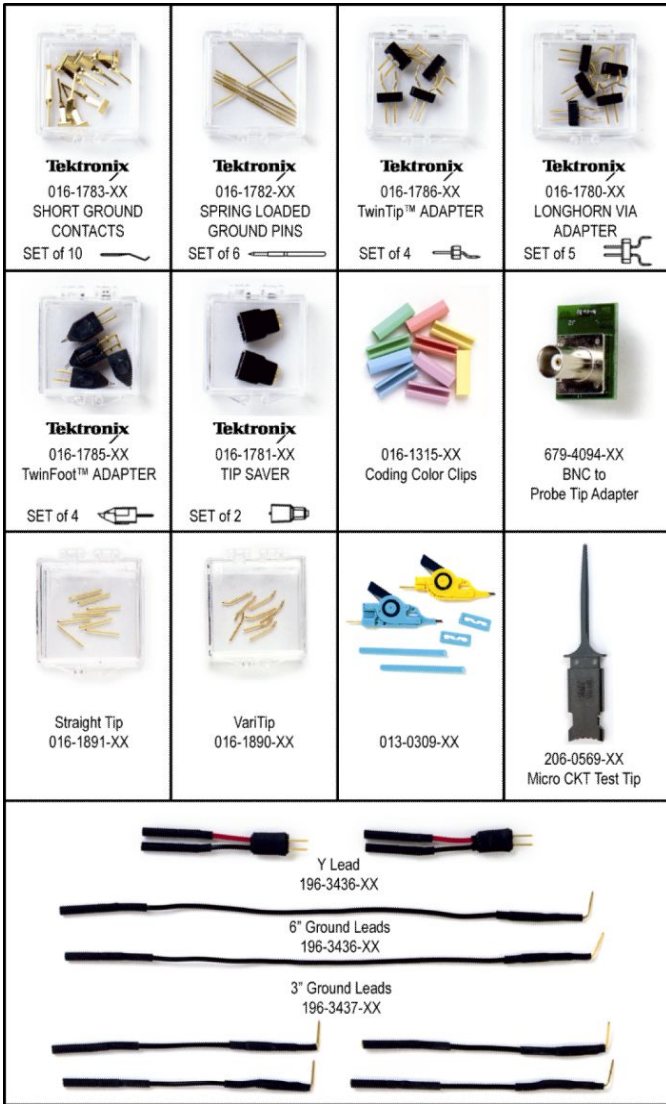 Tektronix
016-1783-XX
SHORT GROUND
CONTACTS
SET of 10
Tektronix
016-1782-XX
SPRING LOADED
GROUND PINS
SET of 6
Tektronix
016-1786-XX
TwinTip™ ADAPTER
SET of 4
Tektronix
016-1780-XX
LONGHORN VIA
ADAPTER
SET of 5
Tektronix
016-1785-XX
TwinFoot™ ADAPTER
SET of 4
Tektronix
016-1781-XX
TIP SAVER
SET of 2
016-1315-XX
Coding Color Clips
679-4094-XX
BNC to
Probe Tip Adapter
Straight Tip
016-1891-XX
VariTip
016-1890-XX
013-0309-XX
206-0569-XX
Micro CKT Test Tip
Y Lead
196-3436-XX
6" Ground Leads
196-3436-XX
3" Ground Leads
196-3437-XX